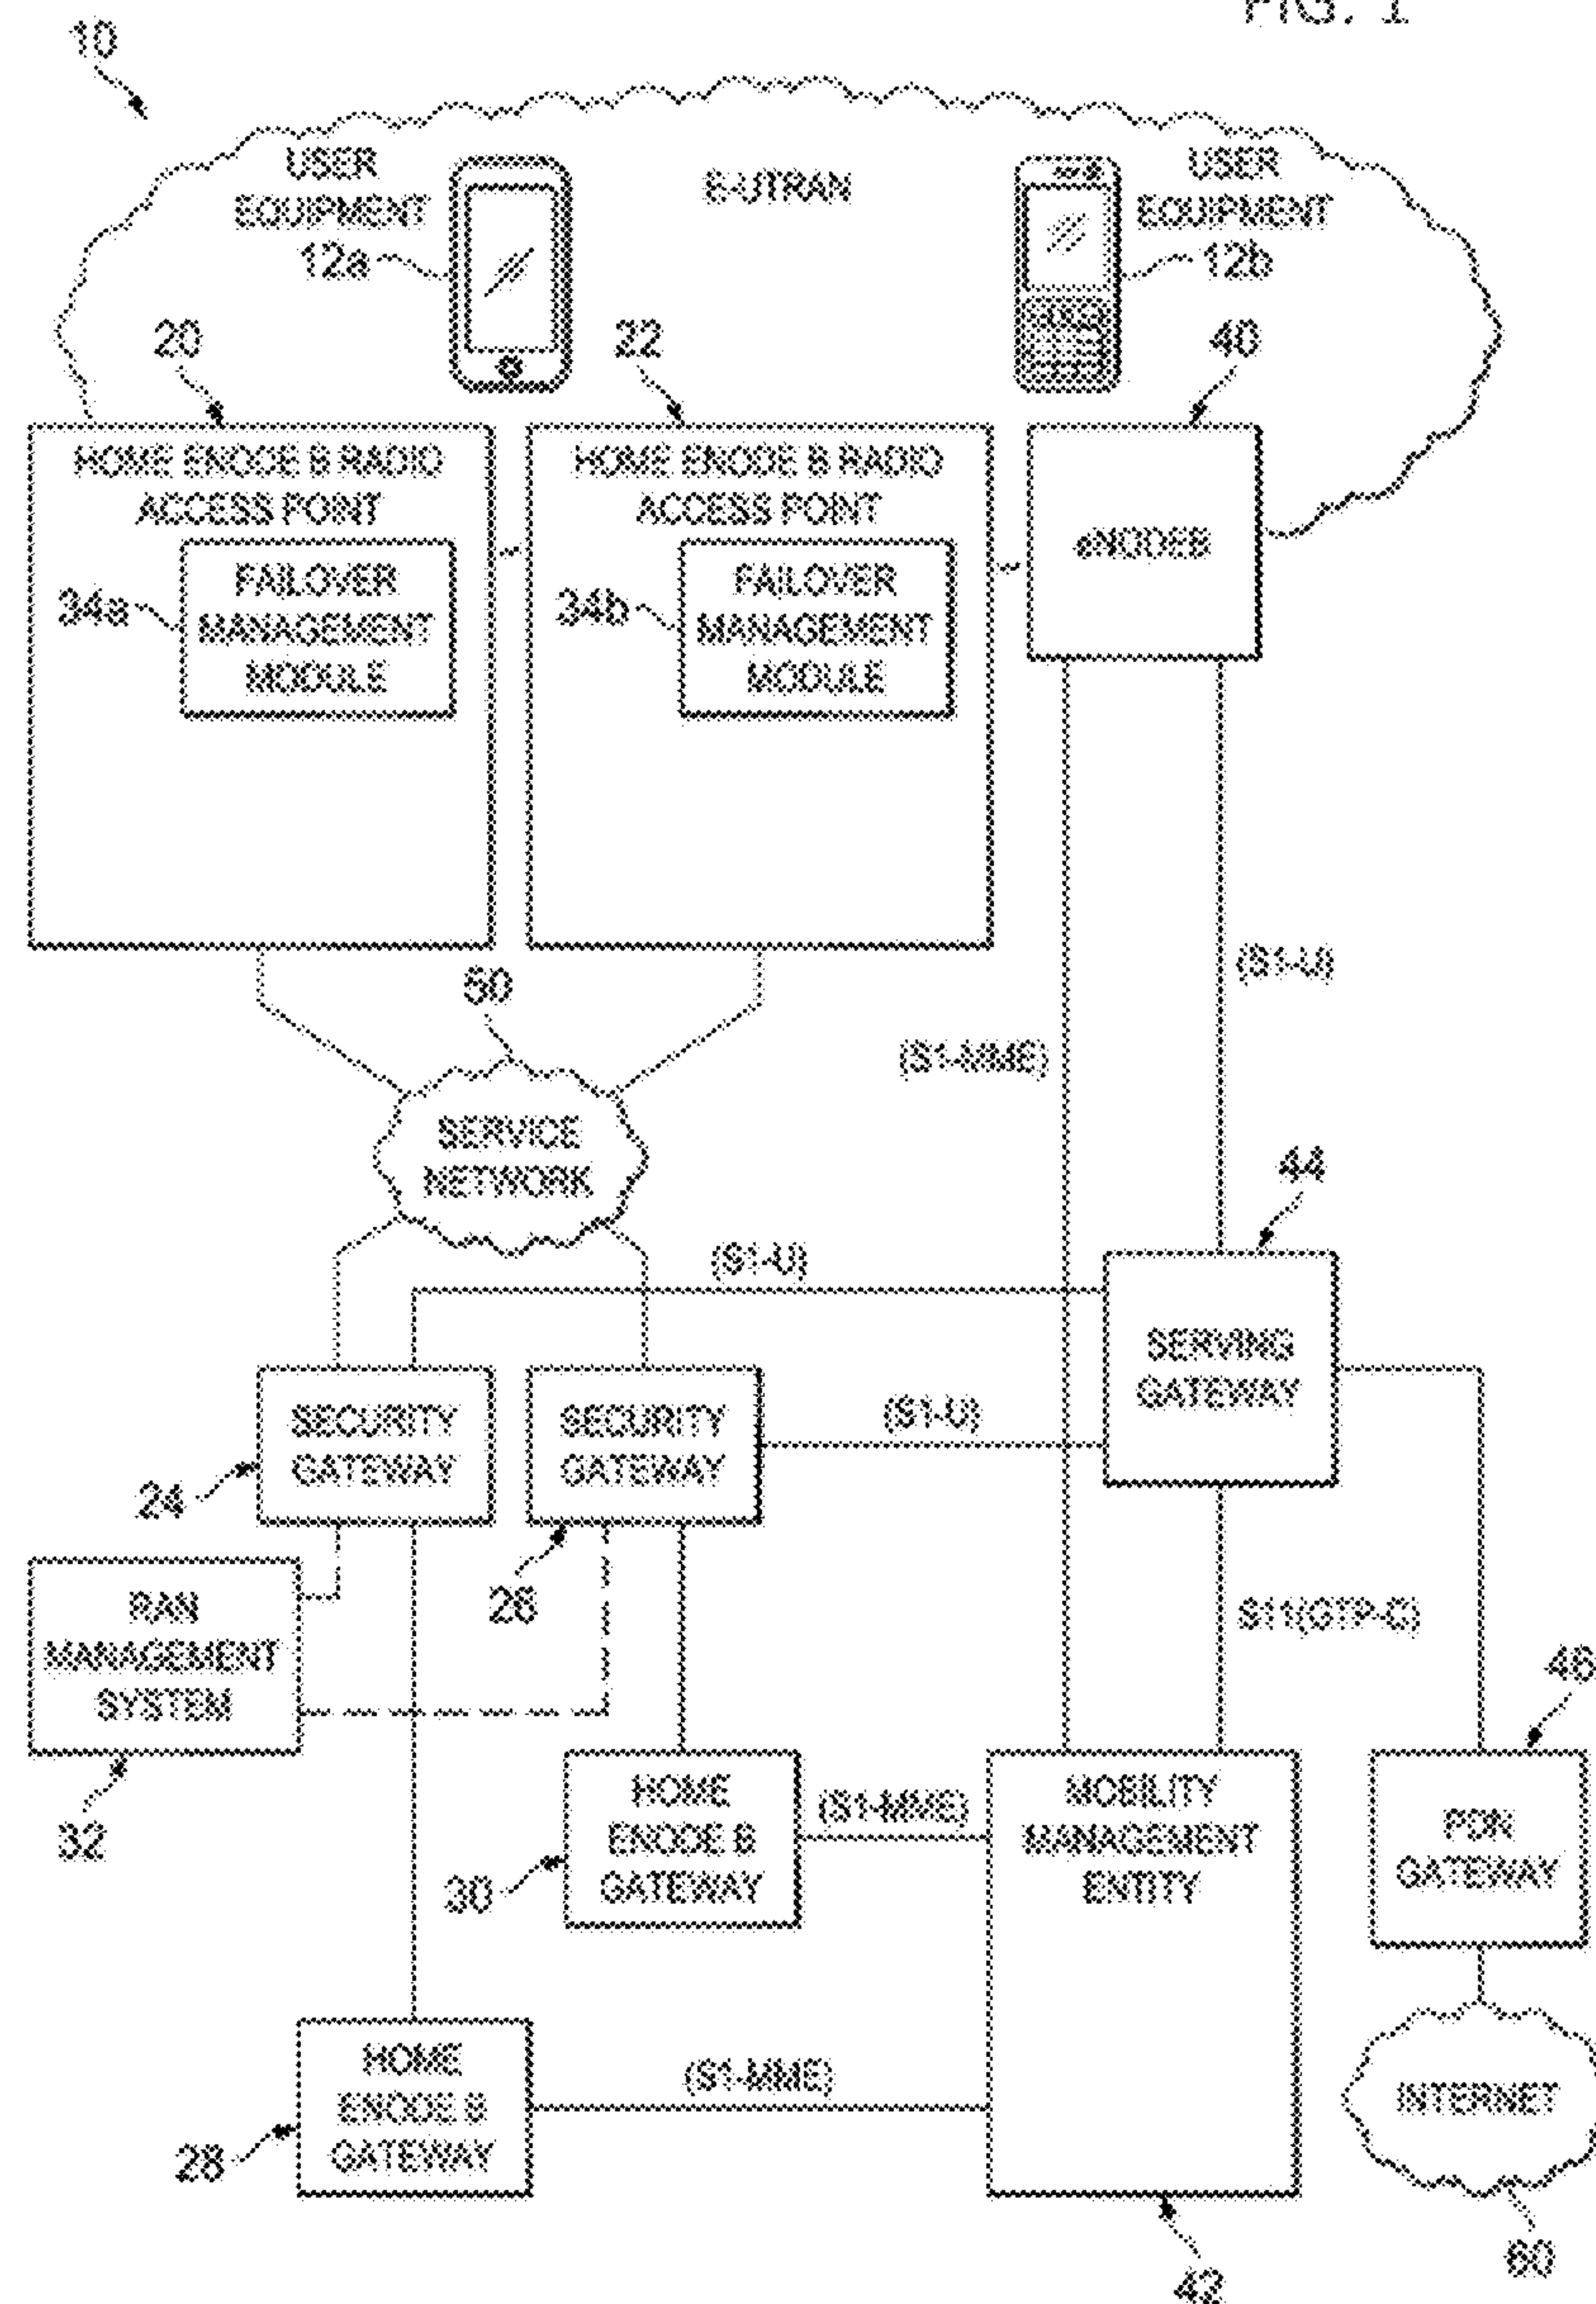 FIG. 1
10
USER
EQUIPMENT
12a
E-UTRAN
USER
EQUIPMENT
12b
20
22
40
HOME ENODE B RADIO
ACCESS POINT
34a
FAILOVER
MANAGEMENT
MODULE
HOME ENODE B RADIO
ACCESS POINT
34b
FAILOVER
MANAGEMENT
MODULE
eNODEB
50
(S1-U)
(S1-MME)
SERVICE
NETWORK
44
(S1-U)
SERVING
GATEWAY
SECURITY
GATEWAY
SECURITY
GATEWAY
(S1-U)
24
26
RAN
MANAGEMENT
SYSTEM
S11(GTP-C)
46
32
HOME
ENODE B
GATEWAY
(S1-MME)
MOBILITY
MANAGEMENT
ENTITY
PDN
GATEWAY
30
HOME
ENODE B
GATEWAY
(S1-MME)
INTERNET
28
42
60